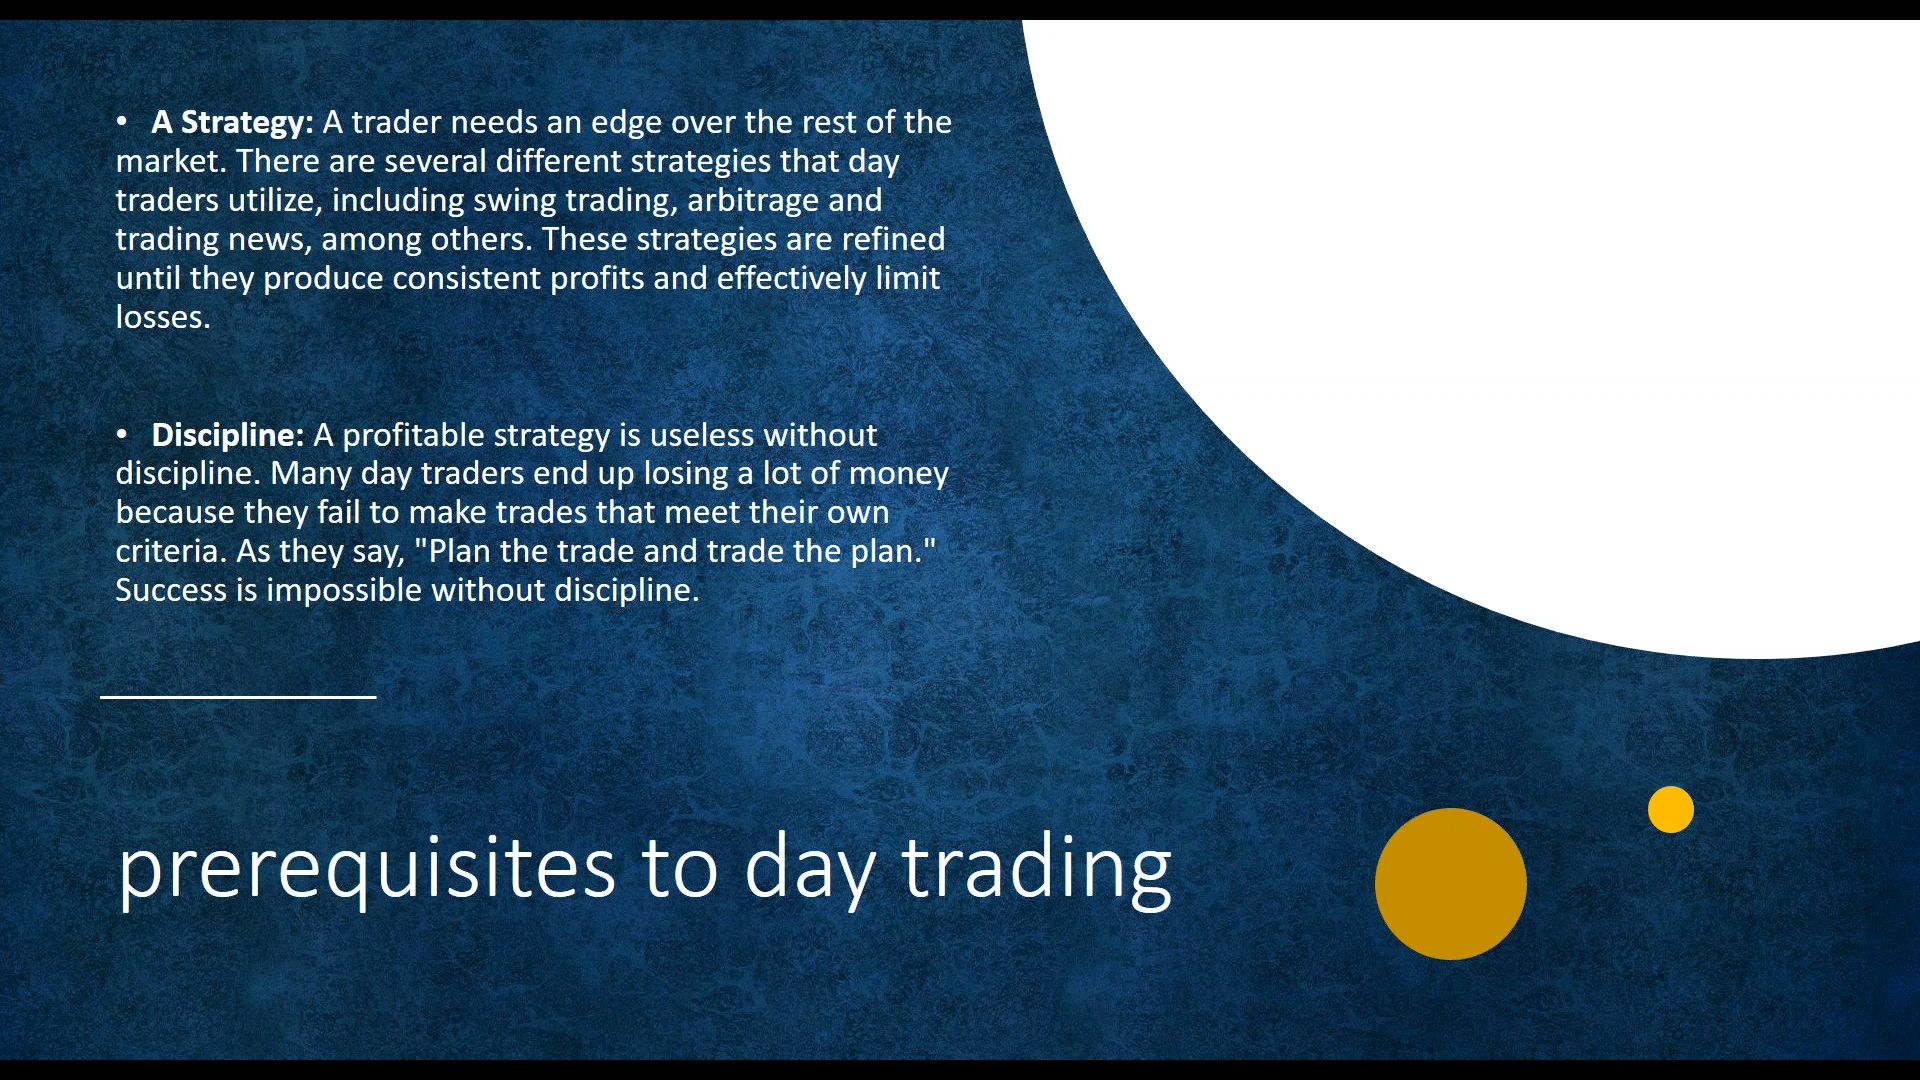 • A Strategy: A trader needs an edge over the rest of the
market. There are several different strategies that day
traders utilize, including swing trading, arbitrage and
trading news, among others. These strategies are refined
until they produce consistent profits and effectively limit
losses.
• Discipline: A profitable strategy is useless without
discipline. Many day traders end up losing a lot of money
because they fail to make trades that meet their own
criteria. As they say, "Plan the trade and trade the plan."
Success is impossible without discipline.
prerequisites to day trading